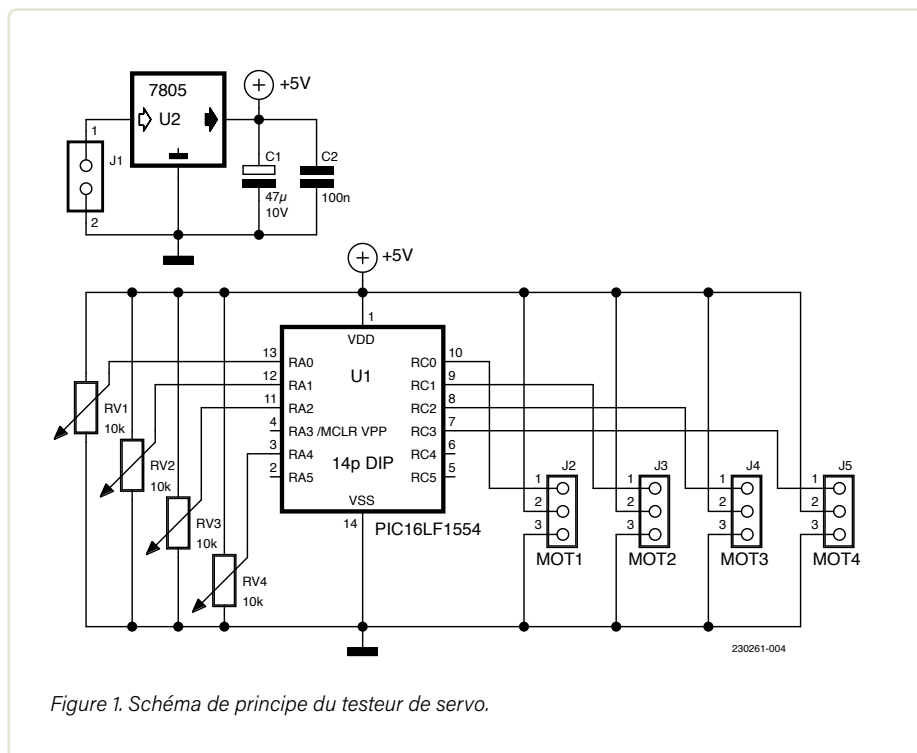 7805
U2
+5V
1
J1
2
C1
47µ
10V
C2
100n
+5V
1
VDD
U1
14p DIP
VSS
14
PIC16LF1554
13 RA0
12 RA1
11 RA2
4 RA3 /MCLR VPP
3 RA4
2 RA5
RC0 10
RC1 9
RC2 8
RC3 7
RC4 6
RC5 5
RV1
10k
RV2
10k
RV3
10k
RV4
10k
J2
1
2
3
MOT1
J3
1
2
3
MOT2
J4
1
2
3
MOT3
J5
1
2
3
MOT4
230261-004
Figure 1. Schéma de principe du testeur de servo.